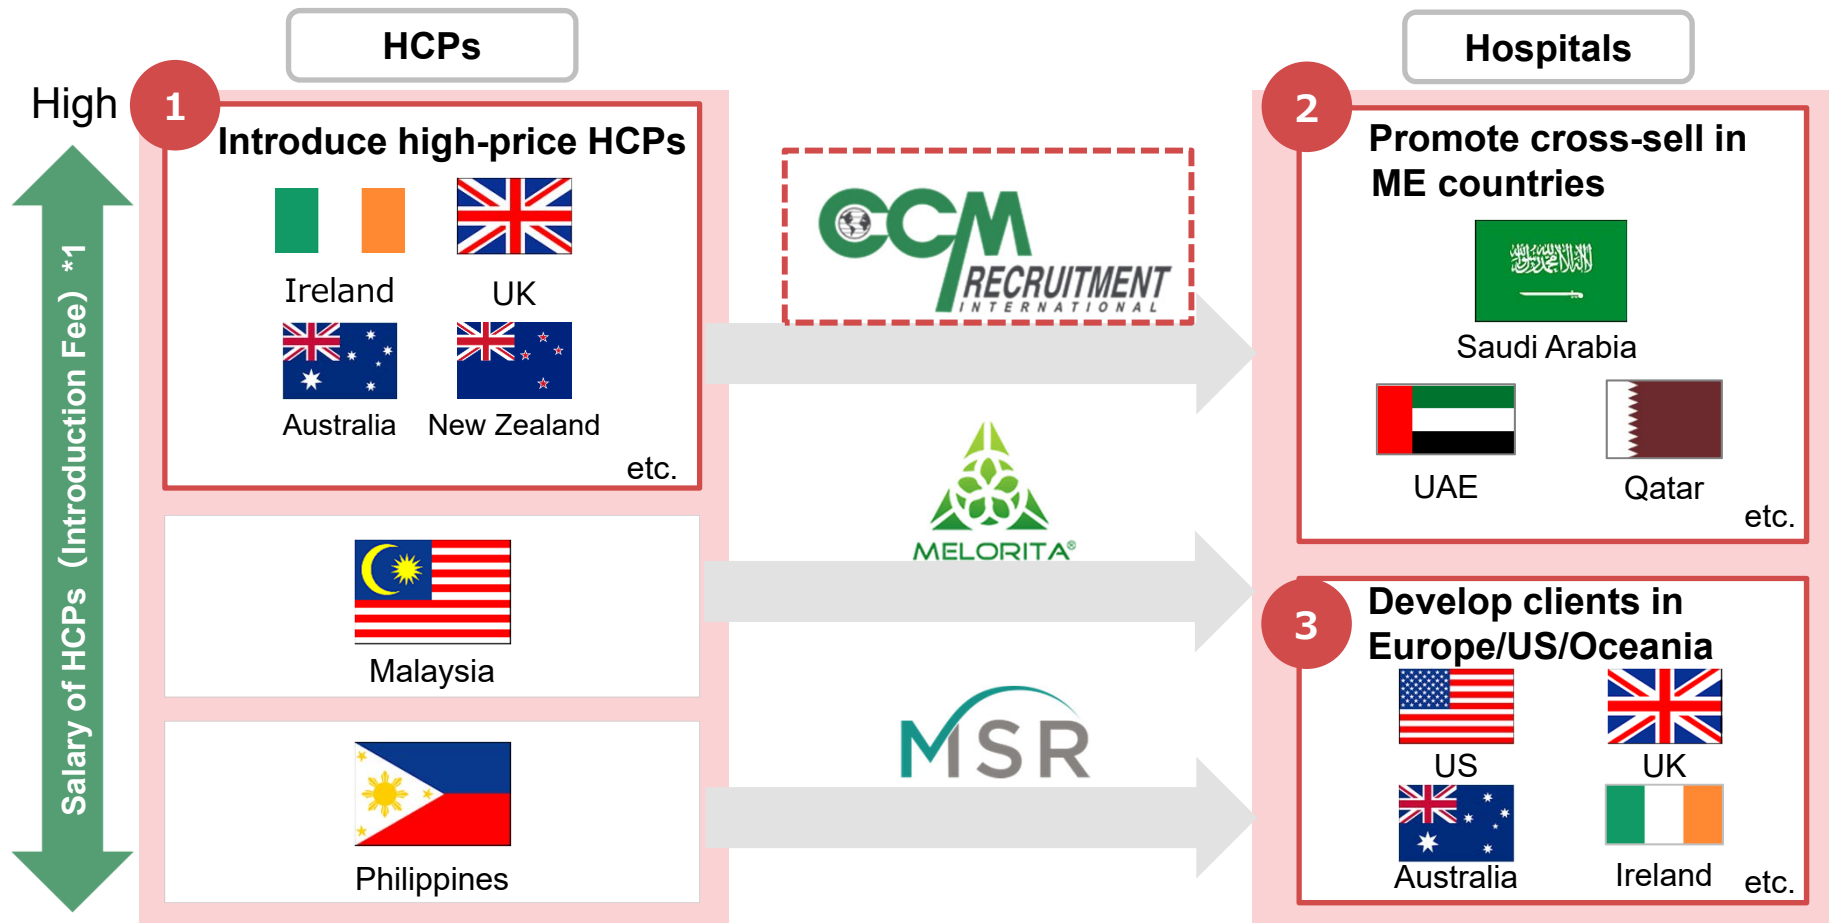 HCPs
Hospitals
High
Salary of HCPs (Introduction Fee) *1
1
Introduce high-price HCPs
Ireland
UK
Australia
New Zealand
etc.
Malaysia
Philippines
CCM
RECRUITMENT
INTERNATIONAL
MELORITA®
MSR
2
Promote cross-sell in
ME countries
Saudi Arabia
UAE
Qatar
etc.
3
Develop clients in
Europe/US/Oceania
US
UK
Australia
Ireland
etc.